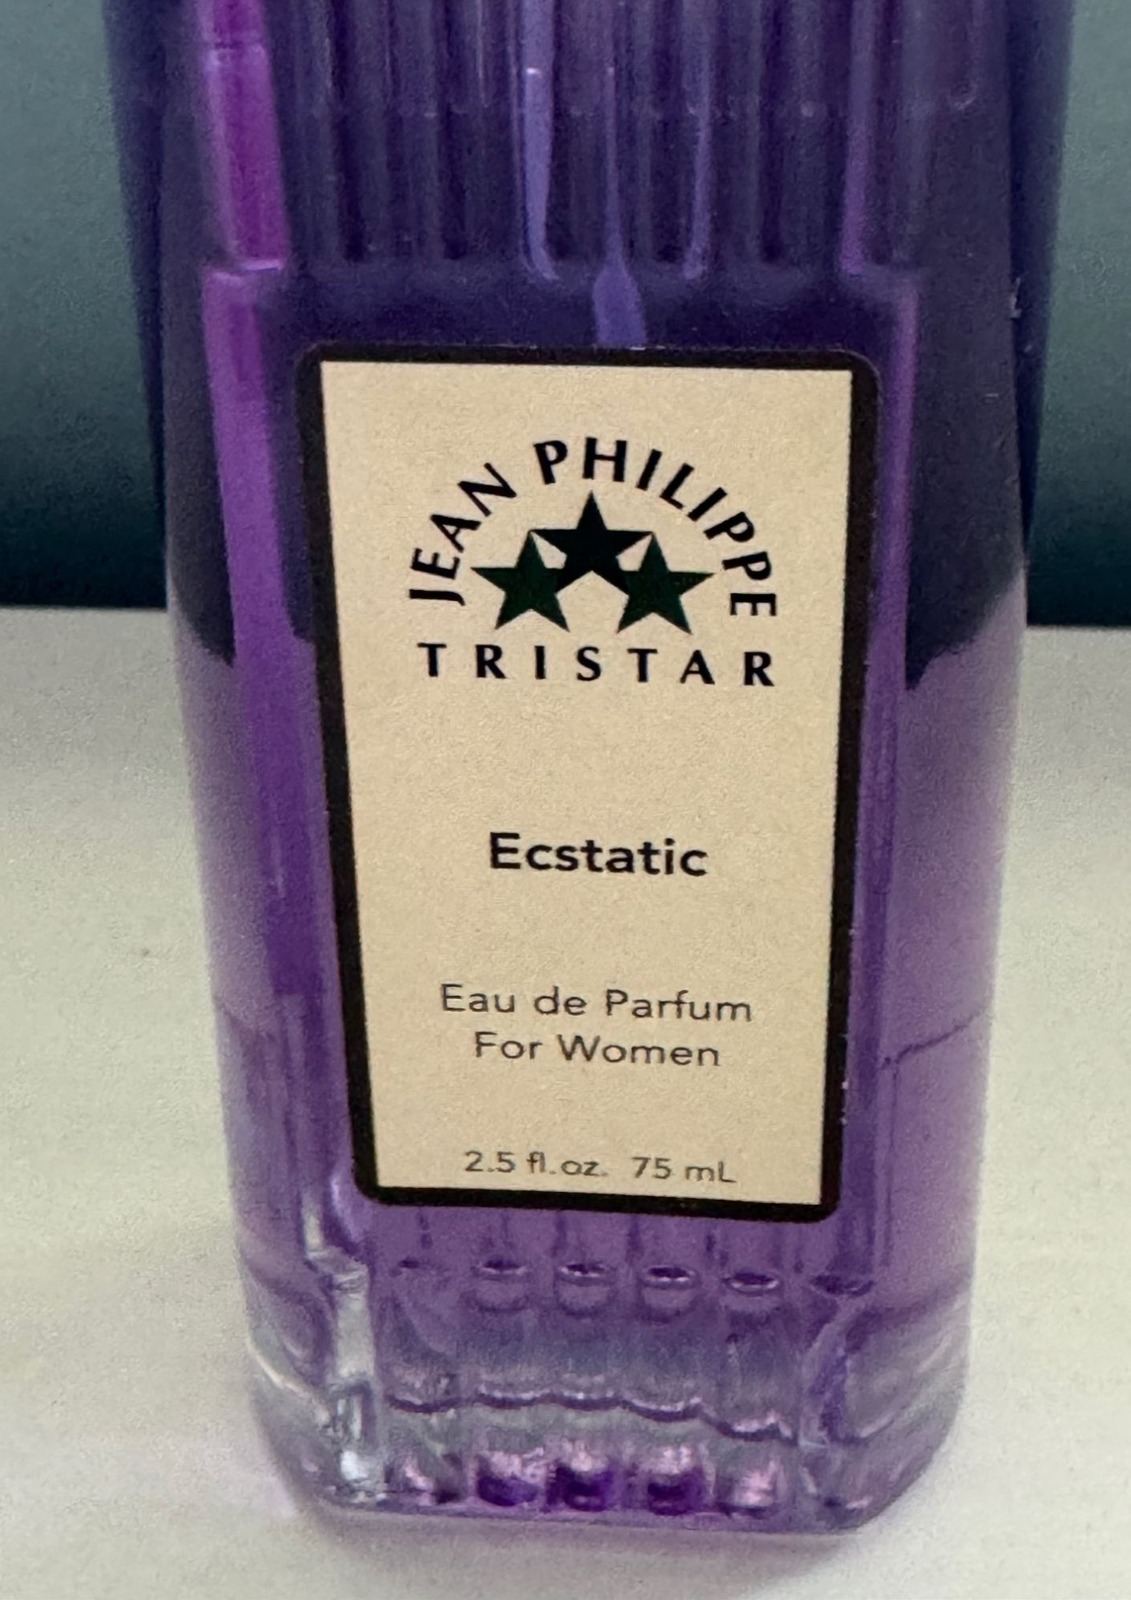 JEAN PHILIPPE
TRISTAR
Ecstatic
Eau de Parfum
For Women
2.5 fl.oz. 75 mL